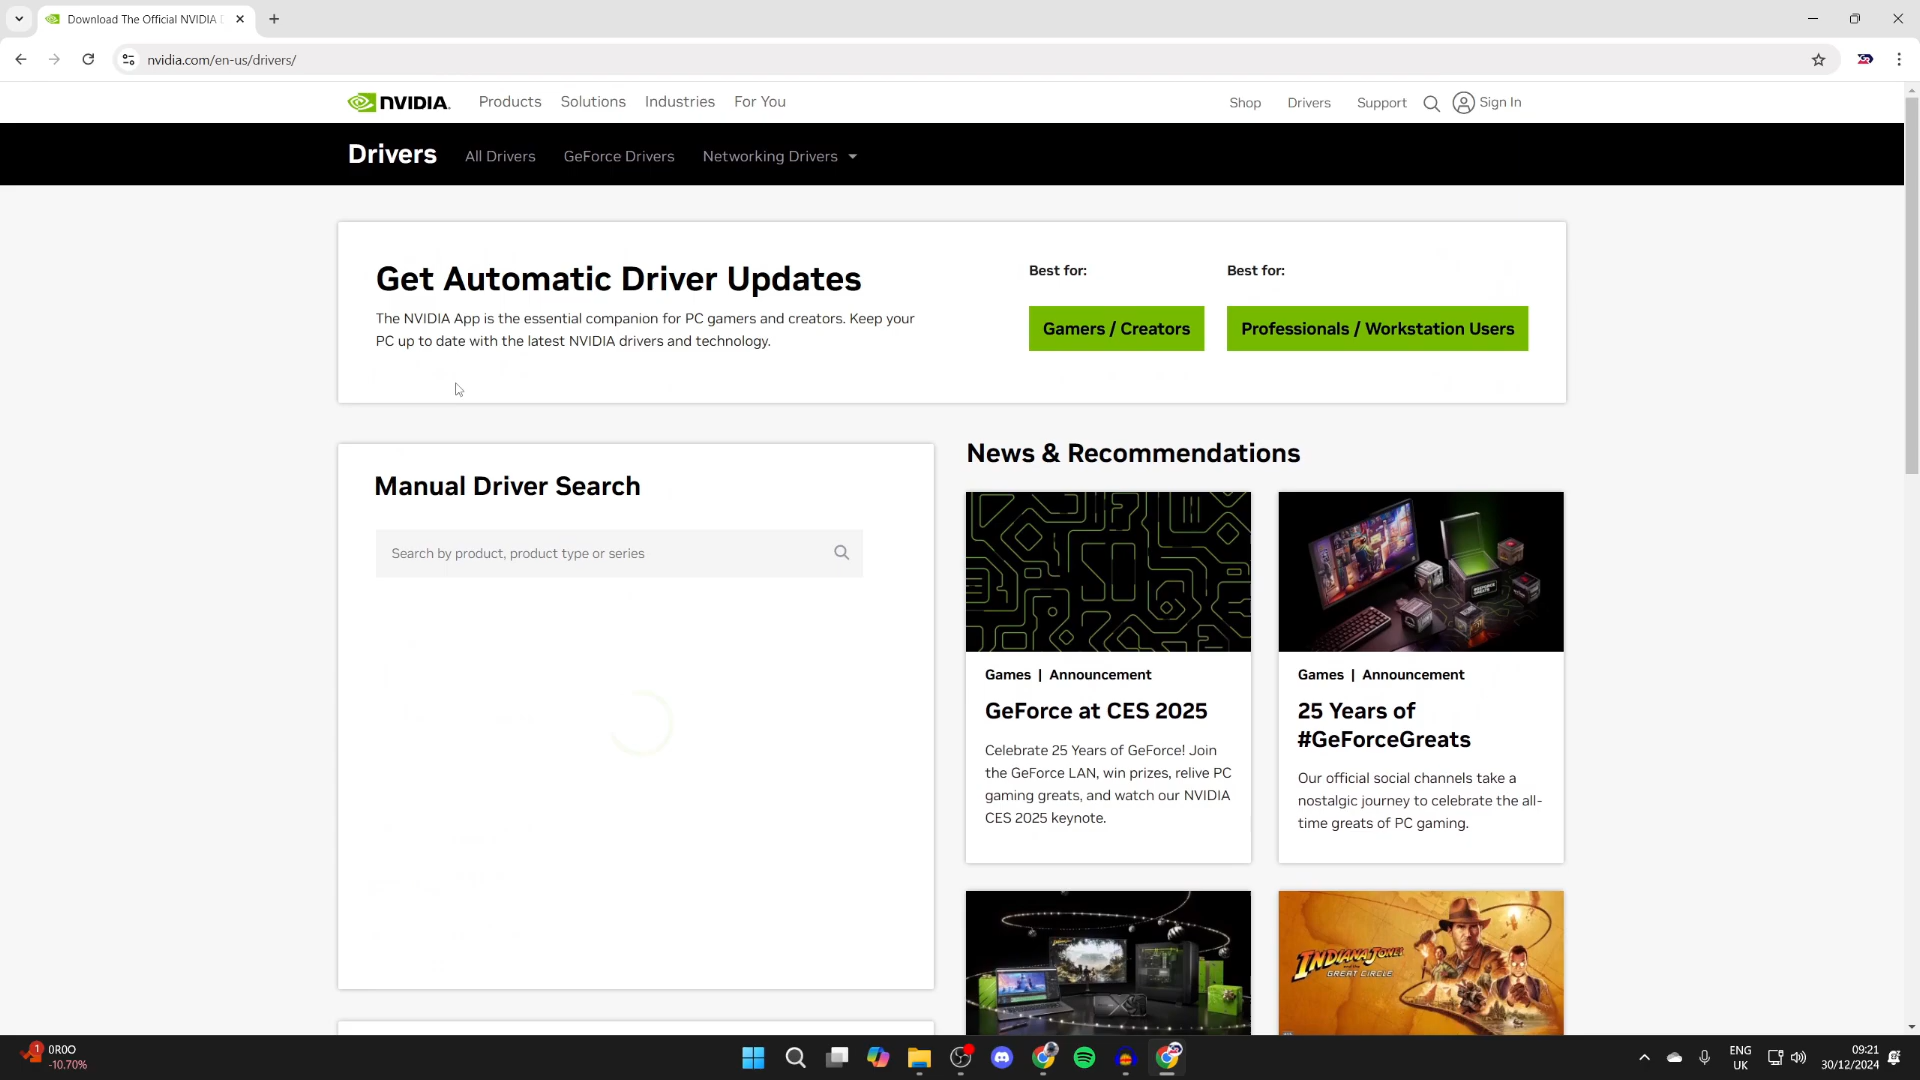 Download The Official NVIDIA D
nvidia.com/en-us/drivers/
NVIDIA.
Products
Solutions
Industries
For You
Shop
Drivers
Support
Sign In
Drivers
All Drivers
GeForce Drivers
Networking Drivers
Get Automatic Driver Updates
The NVIDIA App is the essential companion for PC gamers and creators. Keep your
PC up to date with the latest NVIDIA drivers and technology.
Best for:
Gamers / Creators
Best for:
Professionals / Workstation Users
Manual Driver Search
Search by product, product type or series
News & Recommendations
Games | Announcement
GeForce at CES 2025
Celebrate 25 Years of GeForce! Join
the GeForce LAN, win prizes, relive PC
gaming greats, and watch our NVIDIA
CES 2025 keynote.
Games | Announcement
25 Years of
#GeForceGreats
Our official social channels take a
nostalgic journey to celebrate the all-
time greats of PC gaming.
INDIANA JONES
GREAT CIRCLE
1
0R0O
-10.70%
ENG
UK
09:21
30/12/2024